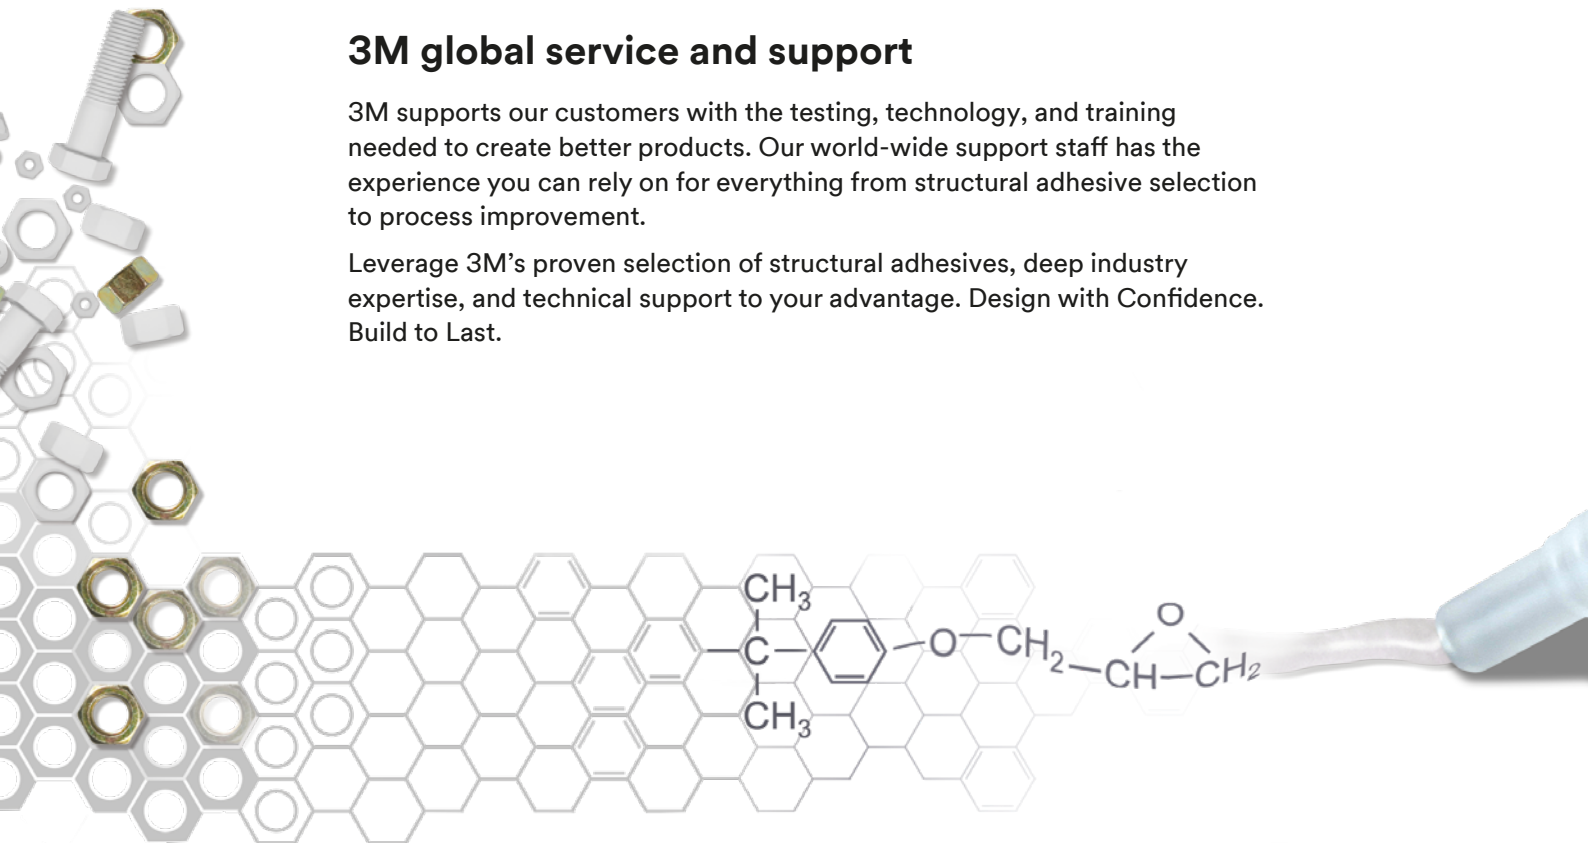 3M global service and support
3M supports our customers with the testing, technology, and training
needed to create better products. Our world-wide support staff has the
experience you can rely on for everything from structural adhesive selection
to process improvement.
Leverage 3M’s proven selection of structural adhesives, deep industry
expertise, and technical support to your advantage. Design with Confidence.
Build to Last.
CH3
O
C
O
CH2
CH
CH2
CH3